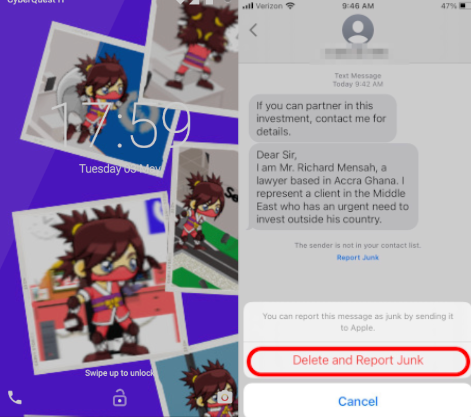 CyberQuest IT
17:59
Tuesday 03 May
Swipe up to unlock
Verizon
9:46 AM
47%
Text Message
Today 9:42 AM
If you can partner in this
investment, contact me for
details.
Dear Sir,
I am Mr. Richard Mensah, a
lawyer based in Accra Ghana. I
represent a client in the Middle
East who has an urgent need to
invest outside his country.
The sender is not in your contact list.
Report Junk
You can report this message as junk by sending it
to Apple.
Delete and Report Junk
Cancel